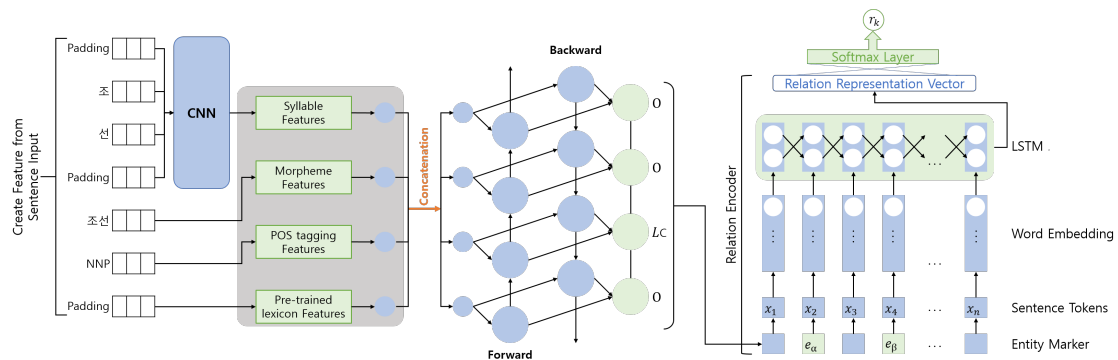 Create Feature from
Sentence Input
Padding
조
선
Padding
조선
NNP
Padding
CNN
Syllable
Features
Morpheme
Features
POS tagging
Features
Pre-trained
lexicon Features
Concatenation
Backward
Forward
O
O
LC
O
Relation Encoder
rk
Softmax Layer
Relation Representation Vector
LSTM .
...
Word Embedding
⋮ ⋮ ⋮ ⋮ ... ⋮
x1 x2 x3 x4 ... xn
Sentence Tokens
eα eβ ...
Entity Marker